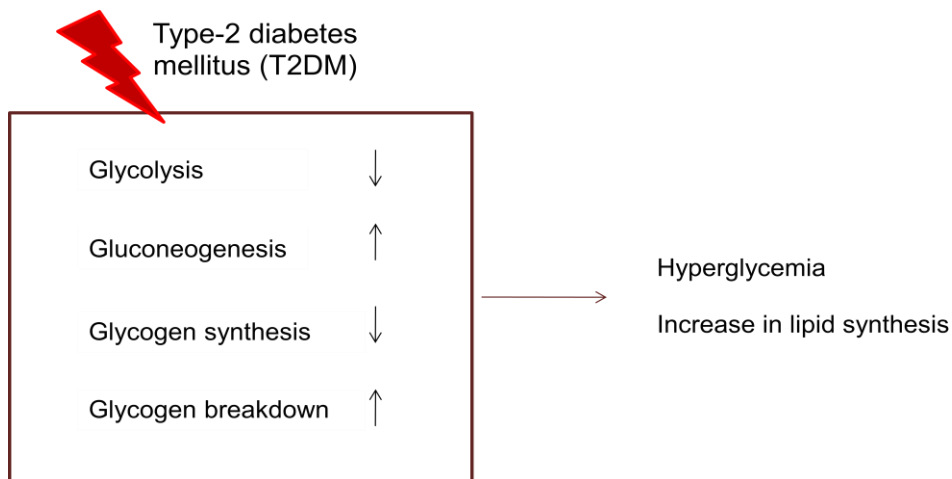 Type-2 diabetes
mellitus (T2DM)
Glycolysis
Gluconeogenesis
Glycogen synthesis
Glycogen breakdown
Hyperglycemia
Increase in lipid synthesis